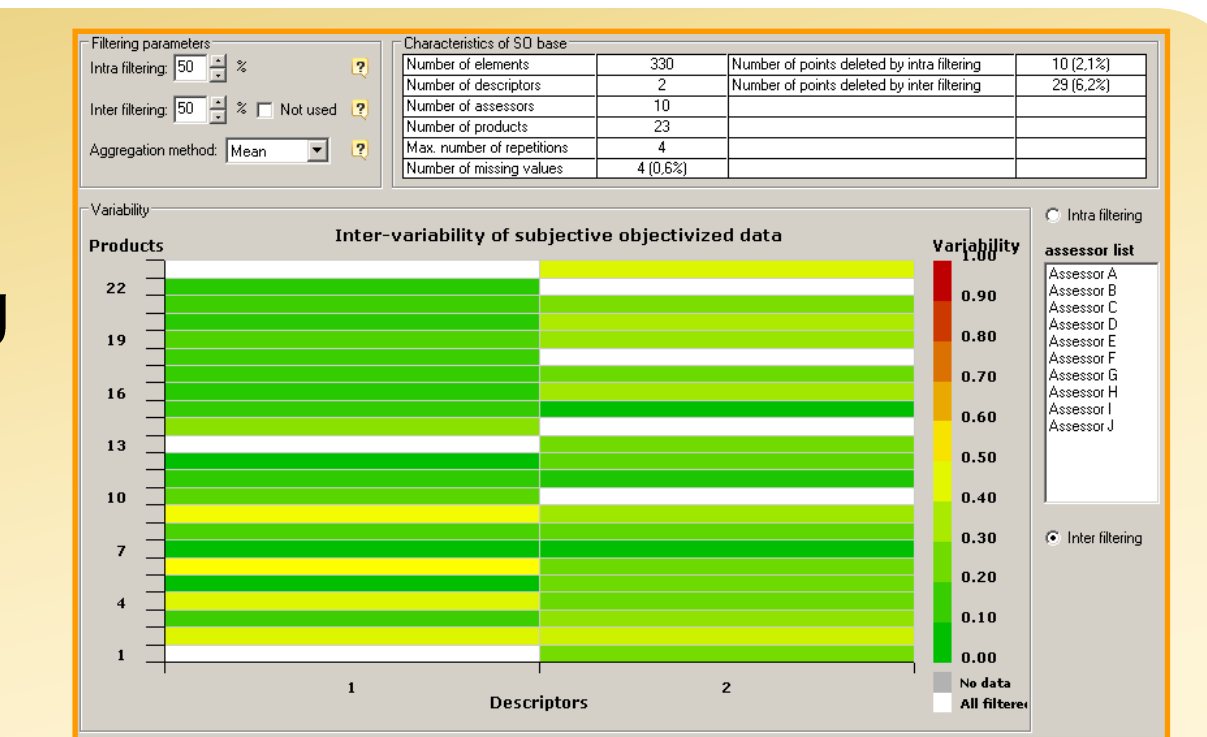 Filtering parameters
Intra filtering: 50 % ?
Inter filtering: 50 % Not used ?
Aggregation method: Mean ?
Characteristics of SO base
Number of elements 330 Number of points deleted by intra filtering 10 (2,1%)
Number of descriptors 2 Number of points deleted by inter filtering 29 (6,2%)
Number of assessors 10
Number of products 23
Max. number of repetitions 4
Number of missing values 4 (0,6%)
Variability
Inter-variability of subjective objectivized data
Products
22
19
16
13
10
7
4
1
1 2
Descriptors
Variability
1.00
0.90
0.80
0.70
0.60
0.50
0.40
0.30
0.20
0.10
0.00
No data
All filtere
Intra filtering
assessor list
Assessor A
Assessor B
Assessor C
Assessor D
Assessor E
Assessor F
Assessor G
Assessor H
Assessor I
Assessor J
Inter filtering